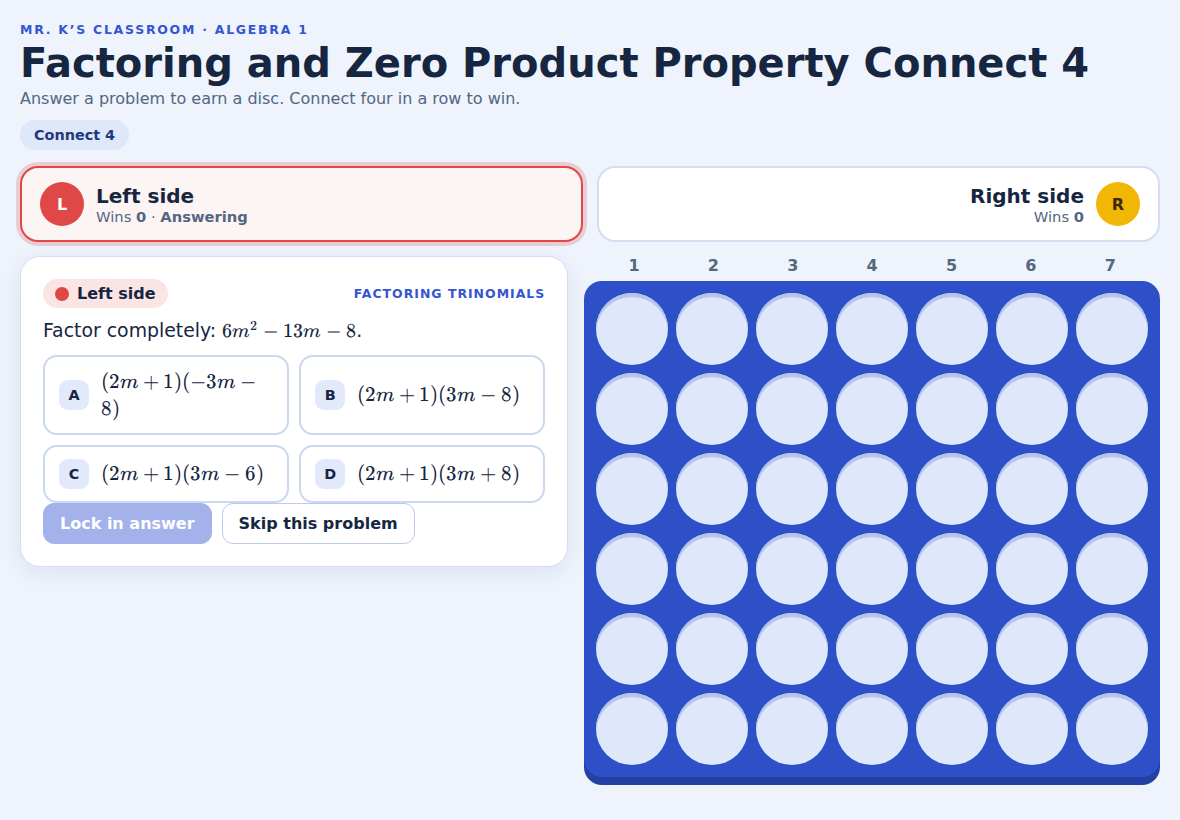 MR. K’S CLASSROOM · ALGEBRA 1
Factoring and Zero Product Property Connect 4
Answer a problem to earn a disc. Connect four in a row to win.
Connect 4
L
Left side
Wins 0 · Answering
Right side
Wins 0
R
Left side
FACTORING TRINOMIALS
Factor completely: 6m² − 13m − 8.
A
(2m + 1)(−3m −
8)
B
(2m + 1)(3m − 8)
C
(2m + 1)(3m − 6)
D
(2m + 1)(3m + 8)
Lock in answer
Skip this problem
1 2 3 4 5 6 7